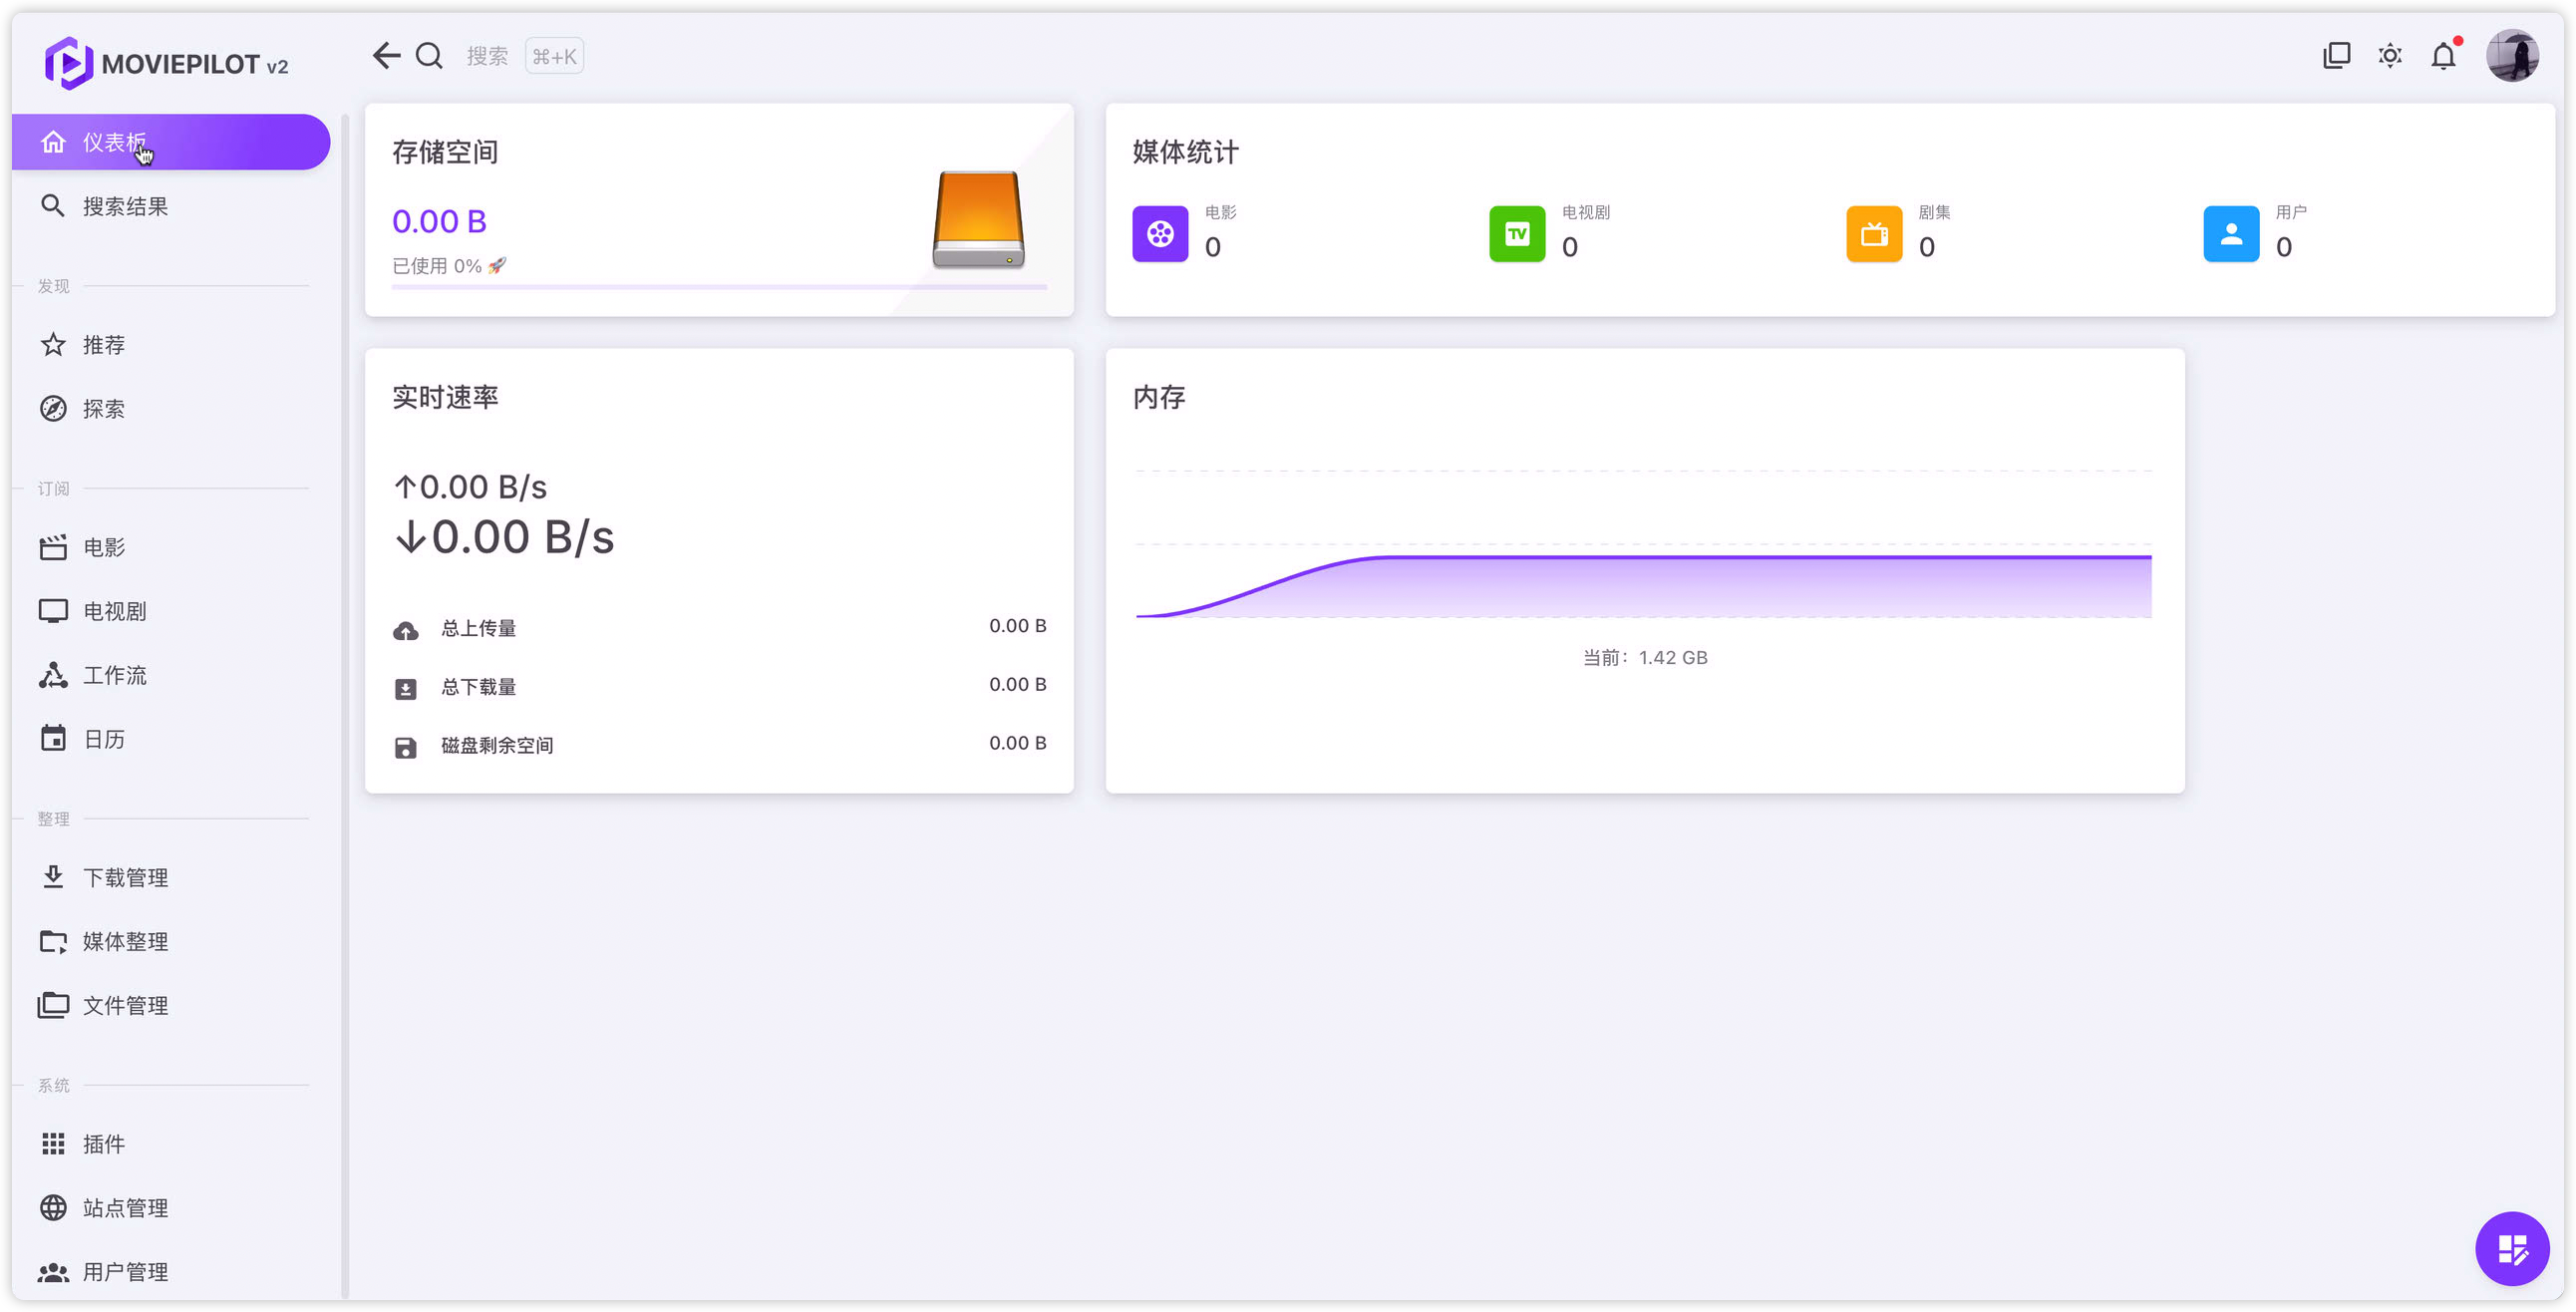 MOVIEPILOT v2
搜索 ⌘+K
仪表板
搜索结果
发现
推荐
探索
订阅
电影
电视剧
工作流
日历
整理
下载管理
媒体整理
文件管理
系统
插件
站点管理
用户管理
存储空间
0.00 B
已使用 0% 🚀
媒体统计
电影
0
TV
电视剧
0
剧集
0
用户
0
实时速率
↑0.00 B/s
↓0.00 B/s
总上传量 0.00 B
总下载量 0.00 B
磁盘剩余空间 0.00 B
内存
当前：1.42 GB